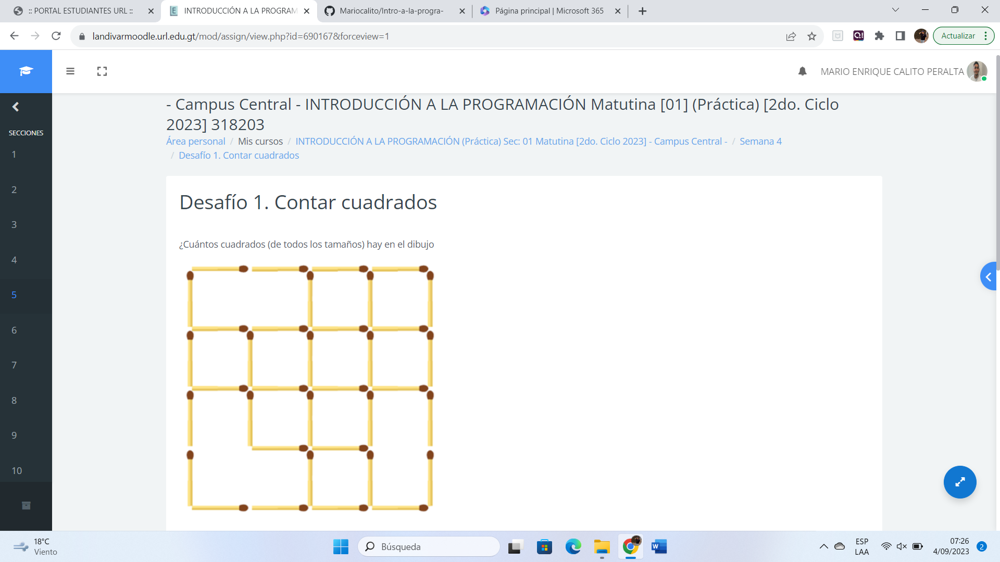 :: PORTAL ESTUDIANTES URL ::
INTRODUCCIÓN A LA PROGRAM
Mariocalito/Intro-a-la-progra-
Página principal | Microsoft 365
landivarmoodle.url.edu.gt/mod/assign/view.php?id=690167&forceview=1
Actualizar
MARIO ENRIQUE CALITO PERALTA
- Campus Central - INTRODUCCIÓN A LA PROGRAMACIÓN Matutina [01] (Práctica) [2do. Ciclo
2023] 318203
Área personal / Mis cursos / INTRODUCCIÓN A LA PROGRAMACIÓN (Práctica) Sec: 01 Matutina [2do. Ciclo 2023] - Campus Central - / Semana 4
/ Desafío 1. Contar cuadrados
SECCIONES
1
2
3
4
5
6
7
8
9
10
Desafío 1. Contar cuadrados
¿Cuántos cuadrados (de todos los tamaños) hay en el dibujo
18°C
Viento
Búsqueda
ESP
LAA
07:26
4/09/2023
2